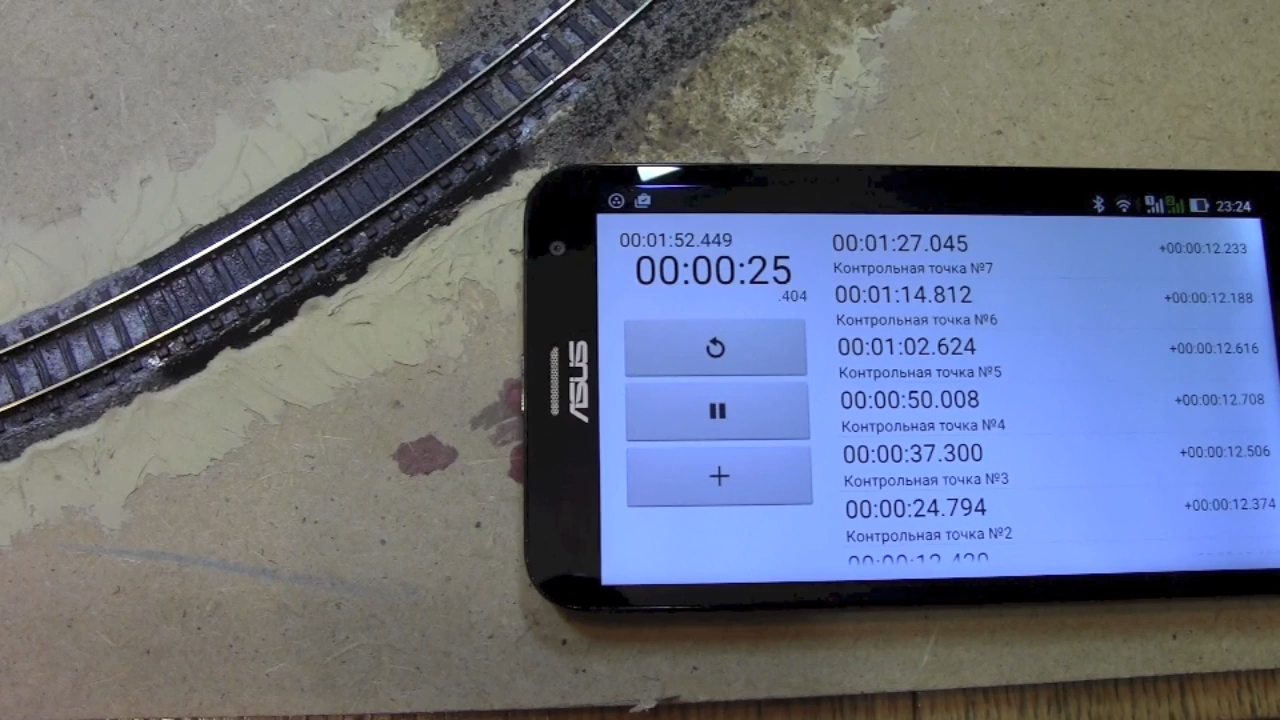 23:24
00:01:52.449
00:00:25
.404
00:01:27.045 +00:00:12.233
Контрольная точка №7
00:01:14.812 +00:00:12.188
Контрольная точка №6
00:01:02.624 +00:00:12.616
Контрольная точка №5
00:00:50.008 +00:00:12.708
Контрольная точка №4
00:00:37.300 +00:00:12.506
Контрольная точка №3
00:00:24.794 +00:00:12.374
Контрольная точка №2
ASUS